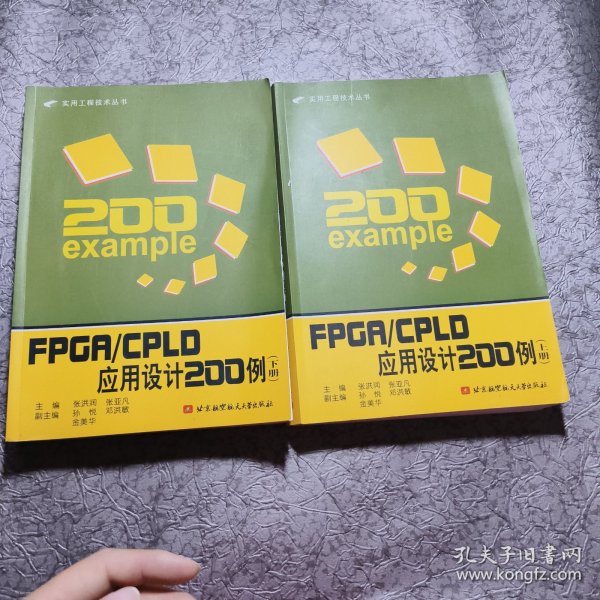 实用工程技术丛书
200
example
FPGA/CPLD
应用设计200例(下册)
主编 张洪润 张亚凡
副主编 孙悦 邓洪敏
金美华
北京航空航天大学出版社
实用工程技术丛书
200
example
FPGA/CPLD
应用设计200例(上册)
主编 张洪润 张亚凡
副主编 孙悦 邓洪敏
金美华
北京航空航天大学出版社
孔夫子旧书网
www.kongfz.com